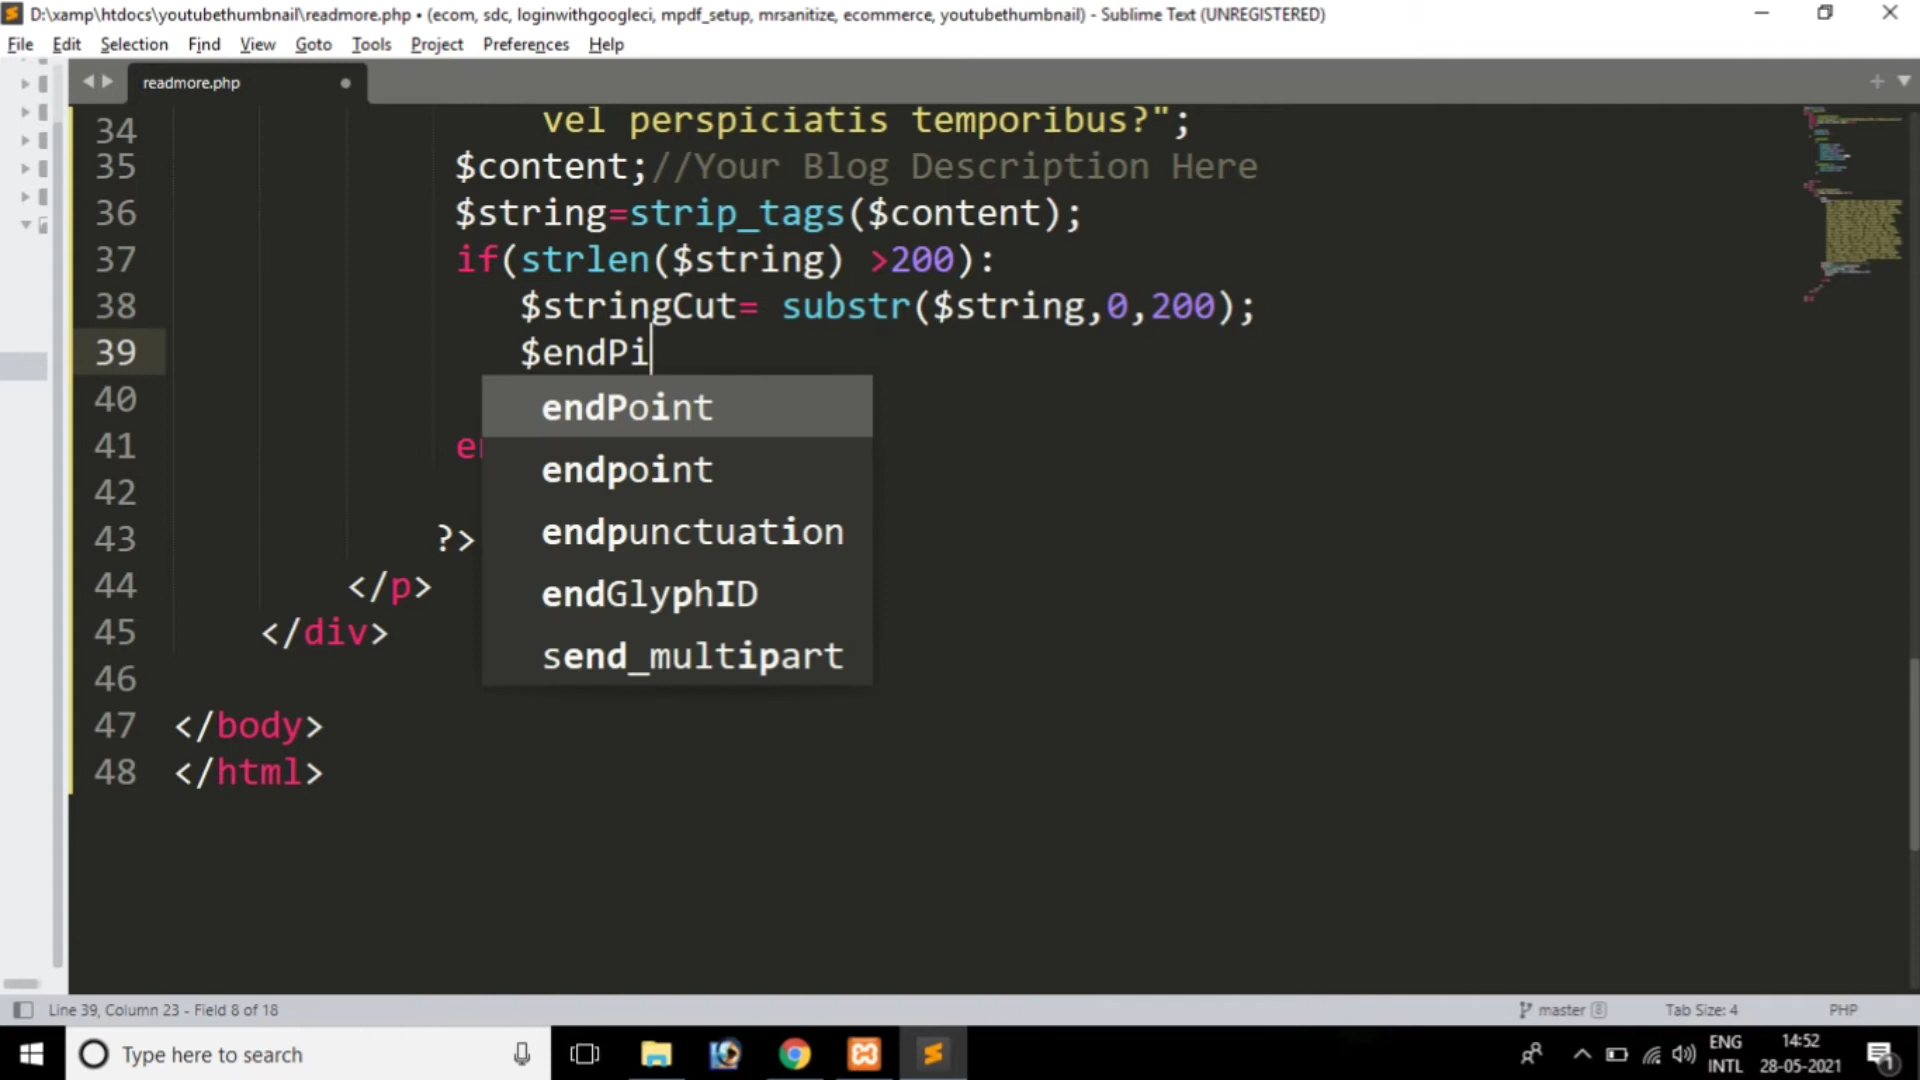 D:\xamp\htdocs\youtubethumbnail\readmore.php • (ecom, sdc, loginwithgoogleci, mpdf_setup, mrsanitize, ecommerce, youtubethumbnail) - Sublime Text (UNREGISTERED)
File Edit Selection Find View Goto Tools Project Preferences Help
readmore.php
34 vel perspiciatis temporibus?";
35 $content;//Your Blog Description Here
36 $string=strip_tags($content);
37 if(strlen($string) >200):
38 $stringCut= substr($string,0,200);
39 $endPi
40 endPoint
41 en endpoint
42 endpunctuation
43 ?>
44 </p> endGlyphID
45 </div> send_multipart
46
47 </body>
48 </html>
Line 39, Column 23 - Field 8 of 18 master 8 Tab Size: 4 PHP
Type here to search ENG INTL 14:52 28-05-2021 1